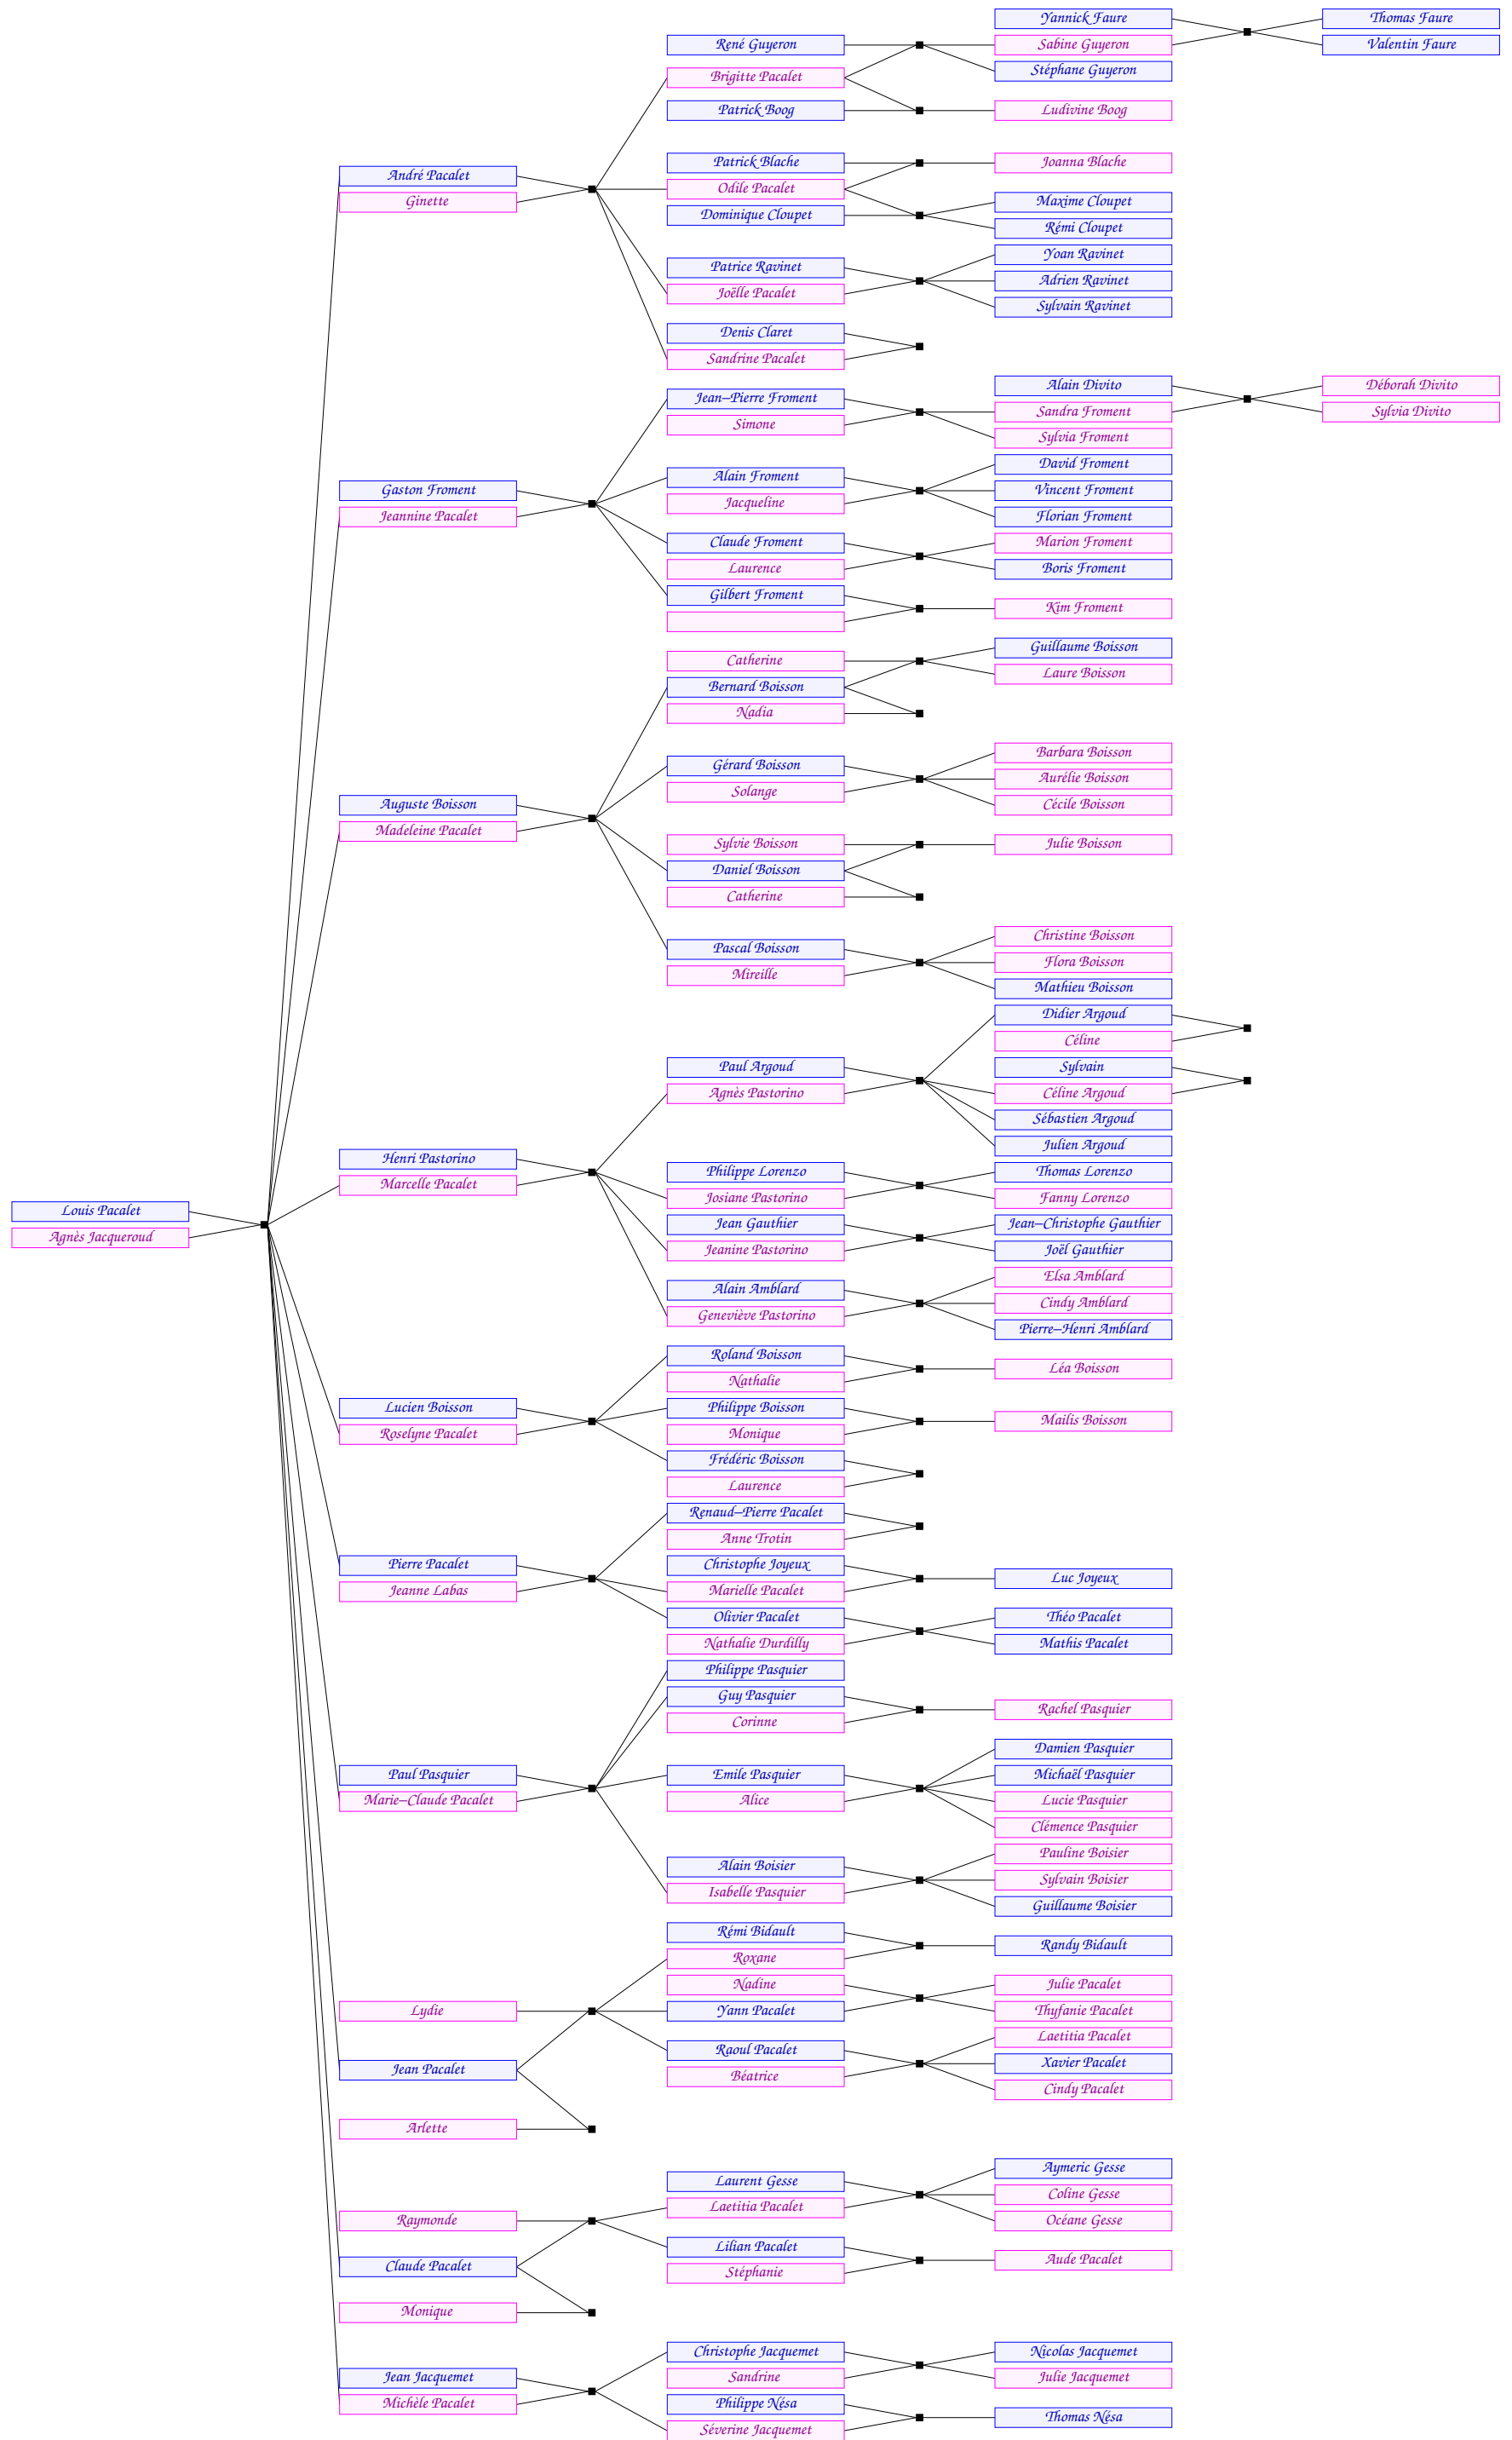 Louis Pacalet
Agnès Jacqueroud
André Pacalet
Ginette
Gaston Froment
Jeannine Pacalet
Auguste Boisson
Madeleine Pacalet
Henri Pastorino
Marcelle Pacalet
Lucien Boisson
Roselyne Pacalet
Pierre Pacalet
Jeanne Labas
Paul Pasquier
Marie–Claude Pacalet
Lydie
Jean Pacalet
Arlette
Raymonde
Claude Pacalet
Monique
Jean Jacquemet
Michèle Pacalet
René Guyeron
Brigitte Pacalet
Patrick Boog
Patrick Blache
Odile Pacalet
Dominique Cloupet
Patrice Ravinet
Joëlle Pacalet
Denis Claret
Sandrine Pacalet
Jean–Pierre Froment
Simone
Alain Froment
Jacqueline
Claude Froment
Laurence
Gilbert Froment
Catherine
Bernard Boisson
Nadia
Gérard Boisson
Solange
Sylvie Boisson
Daniel Boisson
Catherine
Pascal Boisson
Mireille
Paul Argoud
Agnès Pastorino
Philippe Lorenzo
Josiane Pastorino
Jean Gauthier
Jeanine Pastorino
Alain Amblard
Geneviève Pastorino
Roland Boisson
Nathalie
Philippe Boisson
Monique
Frédéric Boisson
Laurence
Renaud–Pierre Pacalet
Anne Trotin
Christophe Joyeux
Marielle Pacalet
Olivier Pacalet
Nathalie Durdilly
Philippe Pasquier
Guy Pasquier
Corinne
Emile Pasquier
Alice
Alain Boisier
Isabelle Pasquier
Rémi Bidault
Roxane
Nadine
Yann Pacalet
Raoul Pacalet
Béatrice
Laurent Gesse
Laetitia Pacalet
Lilian Pacalet
Stéphanie
Christophe Jacquemet
Sandrine
Philippe Nésa
Séverine Jacquemet
Yannick Faure
Sabine Guyeron
Stéphane Guyeron
Ludivine Boog
Joanna Blache
Maxime Cloupet
Rémi Cloupet
Yoan Ravinet
Adrien Ravinet
Sylvain Ravinet
Alain Divito
Sandra Froment
Sylvia Froment
David Froment
Vincent Froment
Florian Froment
Marion Froment
Boris Froment
Kim Froment
Guillaume Boisson
Laure Boisson
Barbara Boisson
Aurélie Boisson
Cécile Boisson
Julie Boisson
Christine Boisson
Flora Boisson
Mathieu Boisson
Didier Argoud
Céline
Sylvain
Céline Argoud
Sébastien Argoud
Julien Argoud
Thomas Lorenzo
Fanny Lorenzo
Jean–Christophe Gauthier
Joël Gauthier
Elsa Amblard
Cindy Amblard
Pierre–Henri Amblard
Léa Boisson
Mailis Boisson
Luc Joyeux
Théo Pacalet
Mathis Pacalet
Rachel Pasquier
Damien Pasquier
Michaël Pasquier
Lucie Pasquier
Clémence Pasquier
Pauline Boisier
Sylvain Boisier
Guillaume Boisier
Randy Bidault
Julie Pacalet
Thyfanie Pacalet
Laetitia Pacalet
Xavier Pacalet
Cindy Pacalet
Aymeric Gesse
Coline Gesse
Océane Gesse
Aude Pacalet
Nicolas Jacquemet
Julie Jacquemet
Thomas Nésa
Thomas Faure
Valentin Faure
Déborah Divito
Sylvia Divito